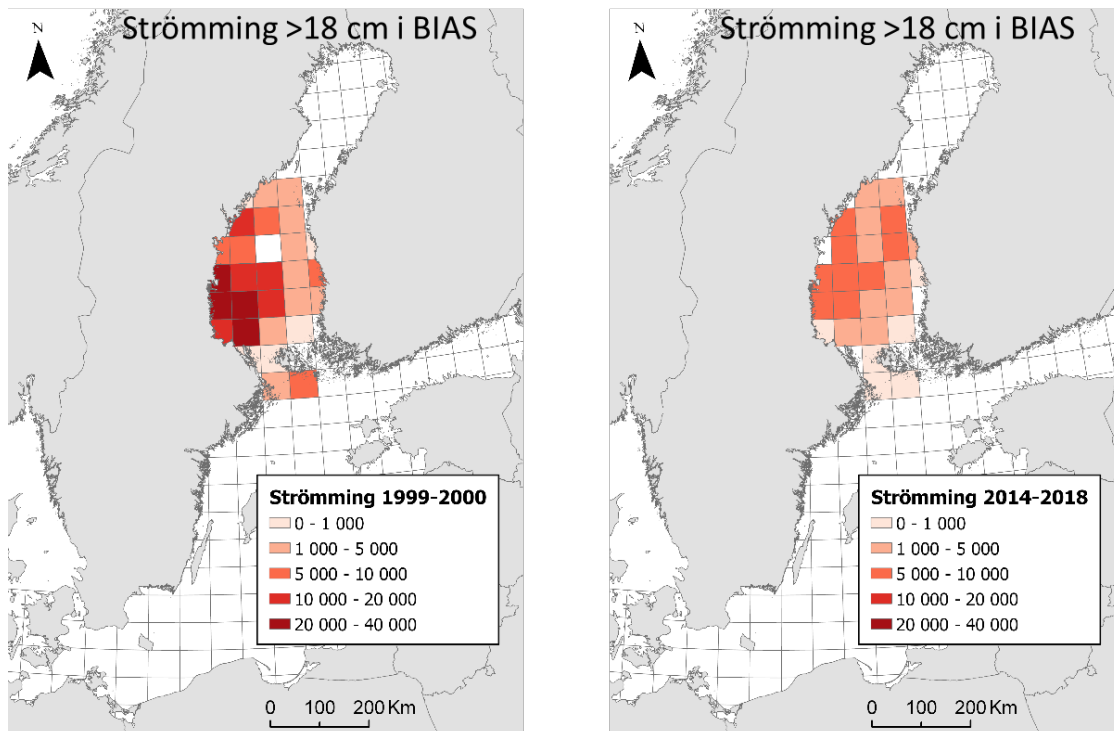 Strömming >18 cm i BIAS
N
Strömming 1999-2000
0 - 1 000
1 000 - 5 000
5 000 - 10 000
10 000 - 20 000
20 000 - 40 000
0 100 200 Km
Strömming >18 cm i BIAS
N
Strömming 2014-2018
0 - 1 000
1 000 - 5 000
5 000 - 10 000
10 000 - 20 000
20 000 - 40 000
0 100 200 Km